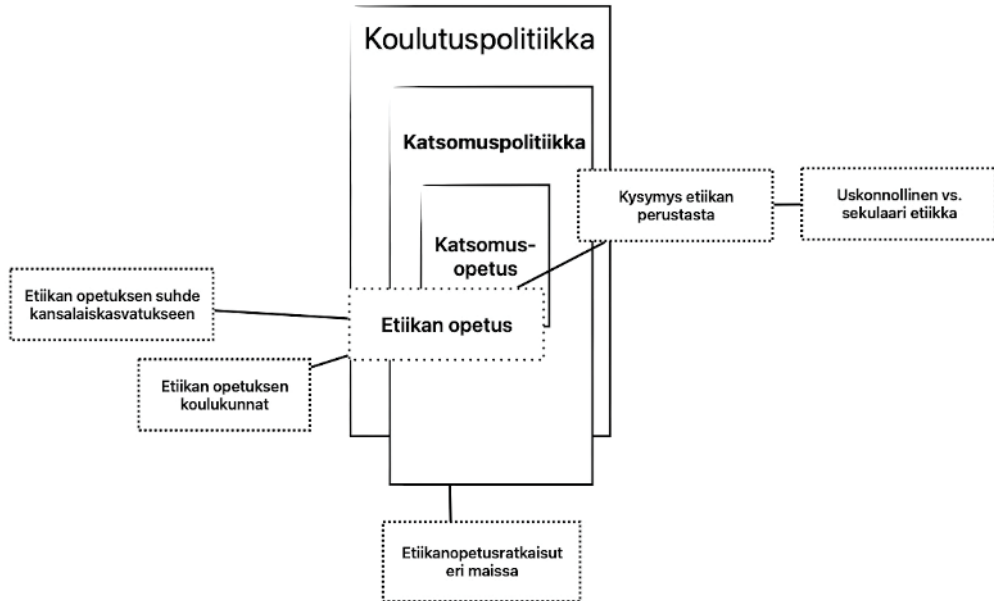 Koulutuspolitiikka
Katsomuspolitiikka
Kysymys etiikan
perustasta
Uskonnollinen vs.
sekulaari etiikka
Katsomus-
opetus
Etiikan opetuksen suhde
kansalaiskasvatukseen
Etiikan opetus
Etiikan opetuksen
koulukunnat
Etiikanopetusratkaisut
eri maissa